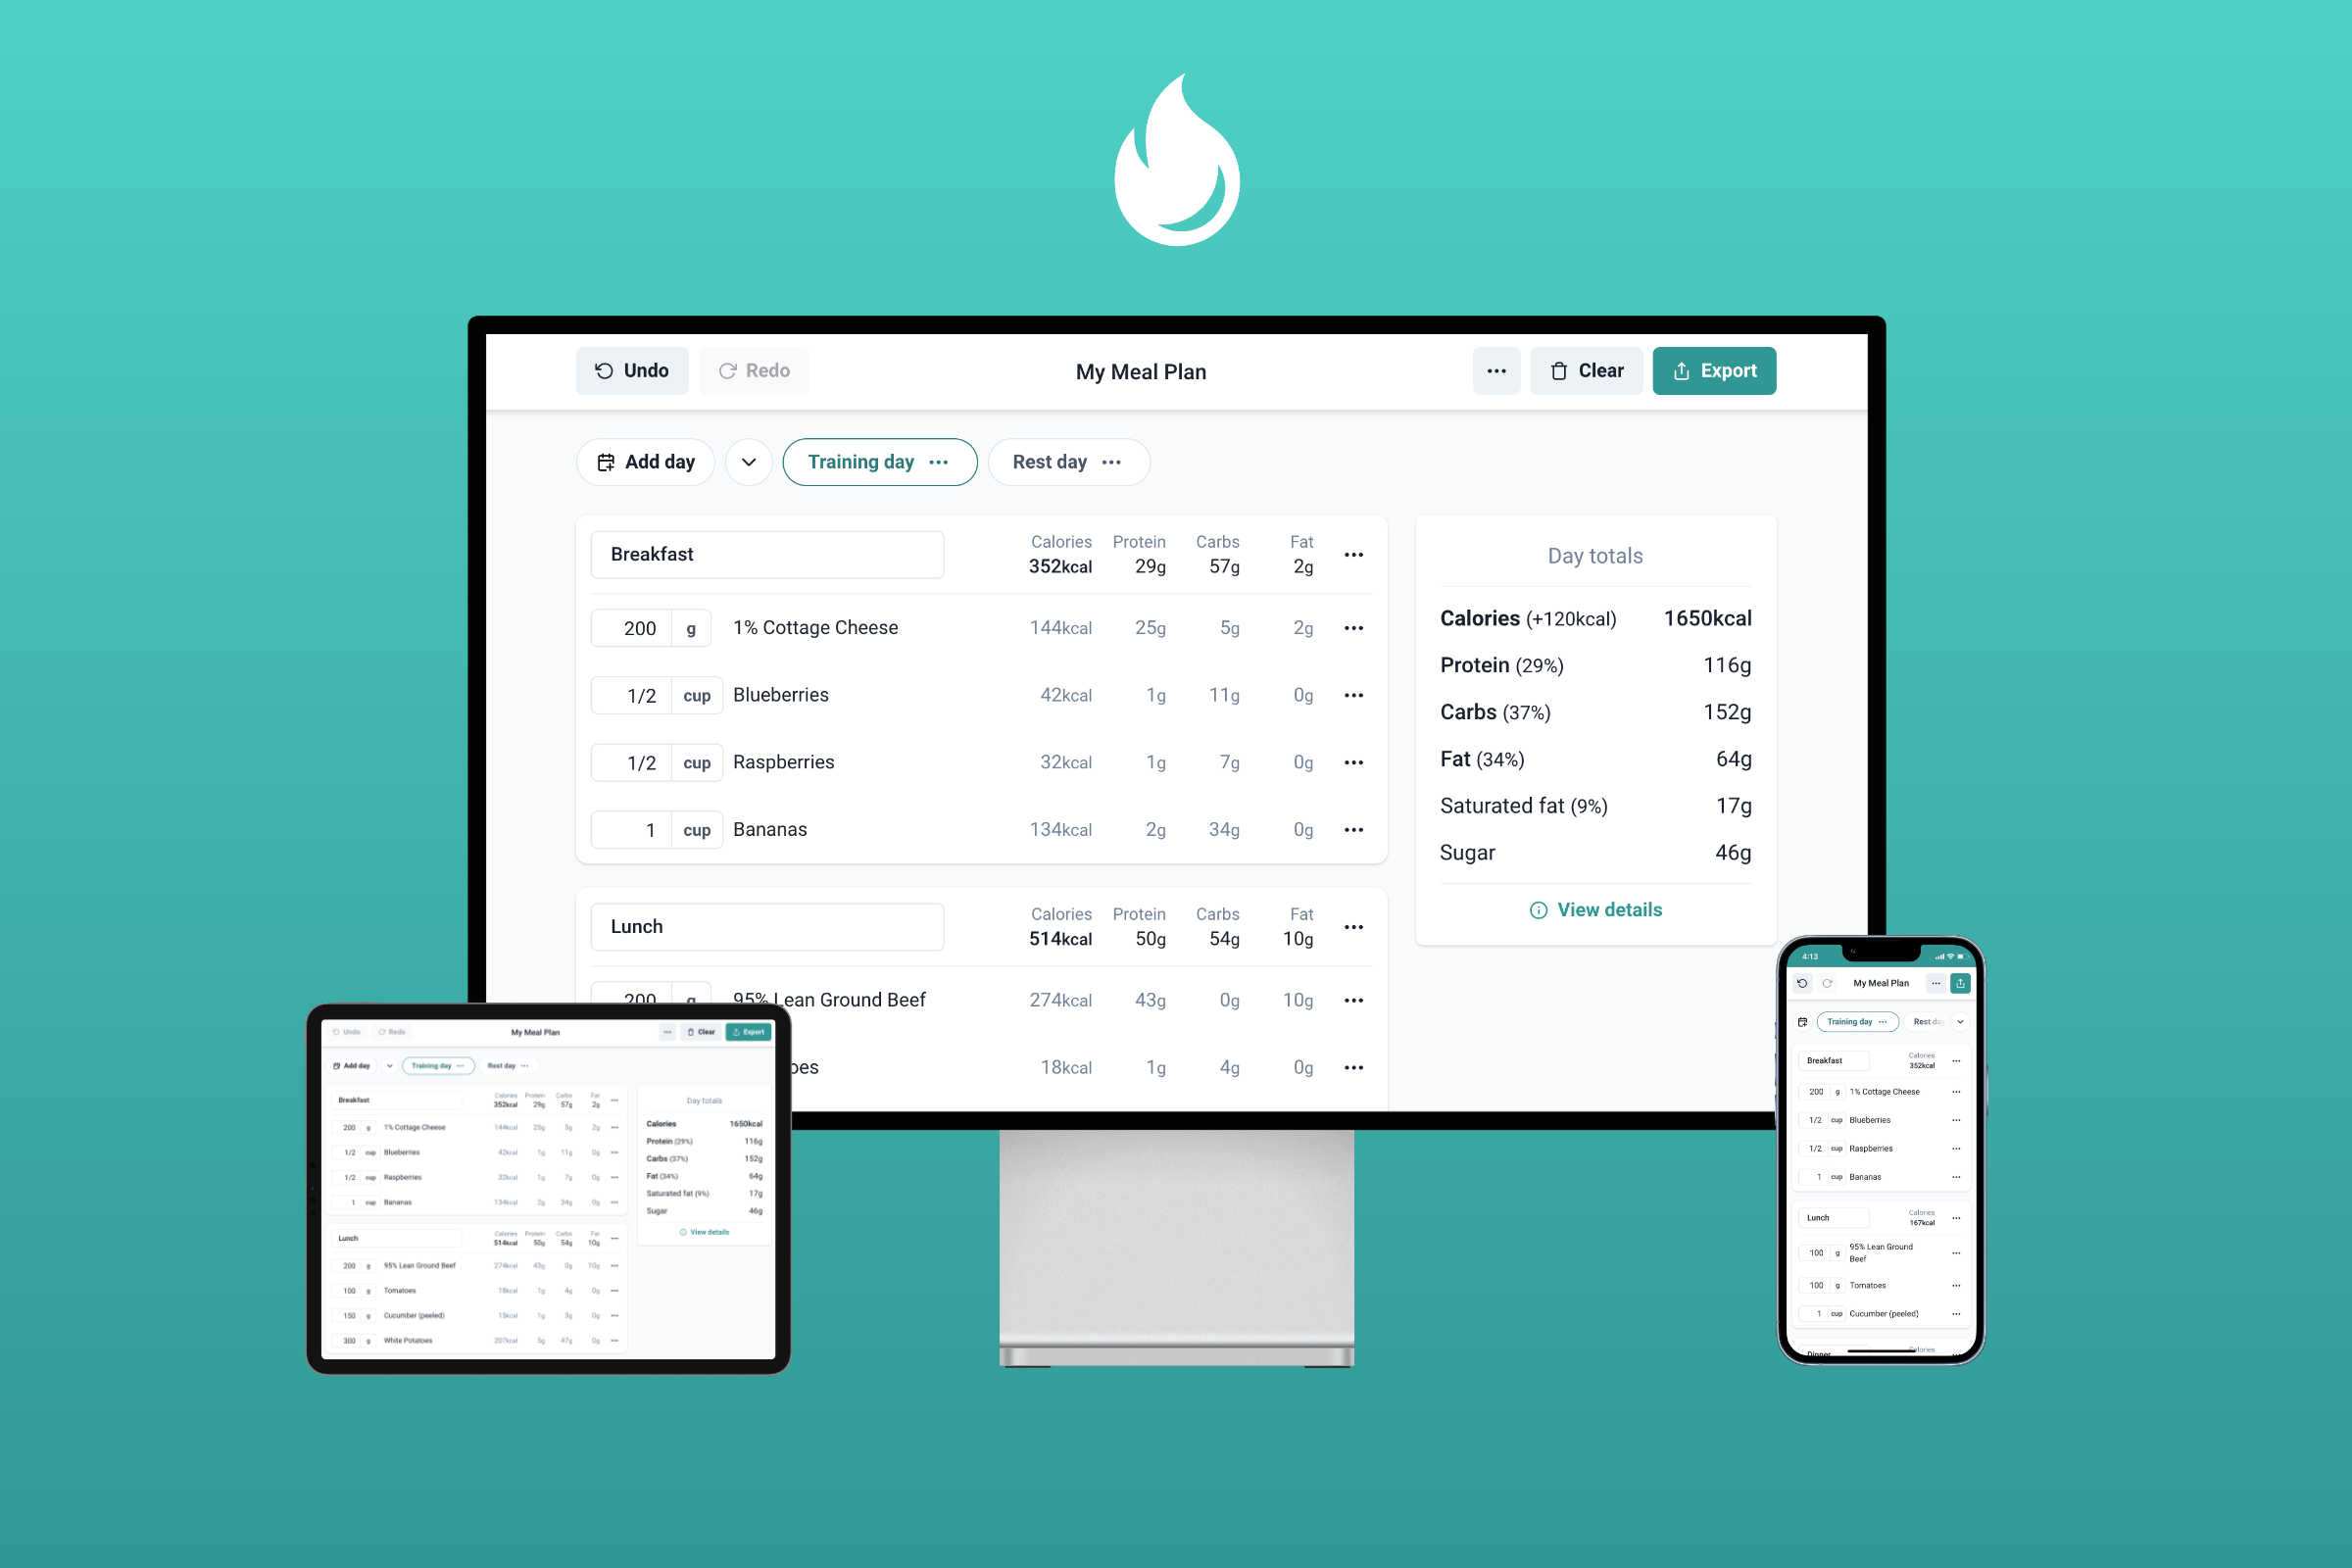 Undo Redo My Meal Plan Clear Export
Add day Training day Rest day
Breakfast Calories Protein Carbs Fat
352kcal 29g 57g 2g
200 g 1% Cottage Cheese 144kcal 25g 5g 2g
1/2 cup Blueberries 42kcal 1g 11g 0g
1/2 cup Raspberries 32kcal 1g 7g 0g
1 cup Bananas 134kcal 2g 34g 0g
Lunch Calories Protein Carbs Fat
514kcal 50g 54g 10g
200 g 95% Lean Ground Beef 274kcal 43g 0g 10g
18kcal 1g 4g 0g
Day totals
Calories (+120kcal) 1650kcal
Protein (29%) 116g
Carbs (37%) 152g
Fat (34%) 64g
Saturated fat (9%) 17g
Sugar 46g
View details
Undo Redo My Meal Plan Clear Export
Add day Training day Rest day
Breakfast Calories Protein Carbs Fat
352kcal 29g 57g 2g
200 g 1% Cottage Cheese 144kcal 25g 5g 2g
1/2 cup Blueberries 42kcal 1g 11g 0g
1/2 cup Raspberries 32kcal 1g 7g 0g
1 cup Bananas 134kcal 2g 34g 0g
Lunch Calories Protein Carbs Fat
514kcal 50g 54g 10g
200 g 95% Lean Ground Beef 274kcal 43g 0g 10g
100 g Tomatoes 18kcal 1g 4g 0g
150 g Cucumber (peeled) 15kcal 1g 3g 0g
300 g White Potatoes 207kcal 5g 47g 0g
Day totals
Calories 1650kcal
Protein (29%) 116g
Carbs (37%) 152g
Fat (34%) 64g
Saturated fat (9%) 17g
Sugar 46g
View details
4:13
My Meal Plan
Training day Rest day
Breakfast Calories
352kcal
200 g 1% Cottage Cheese
1/2 cup Blueberries
1/2 cup Raspberries
1 cup Bananas
Lunch Calories
167kcal
100 g 95% Lean Ground
Beef
100 g Tomatoes
1 cup Cucumber (peeled)
Dinner Calories